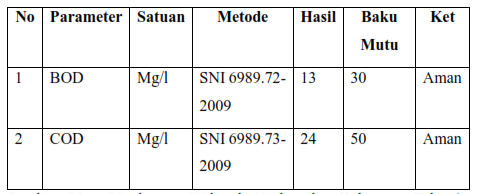 No Parameter Satuan Metode Hasil Baku Mutu Ket
1 BOD Mg/l SNI 6989.72-2009 13 30 Aman
2 COD Mg/l SNI 6989.73-2009 24 50 Aman